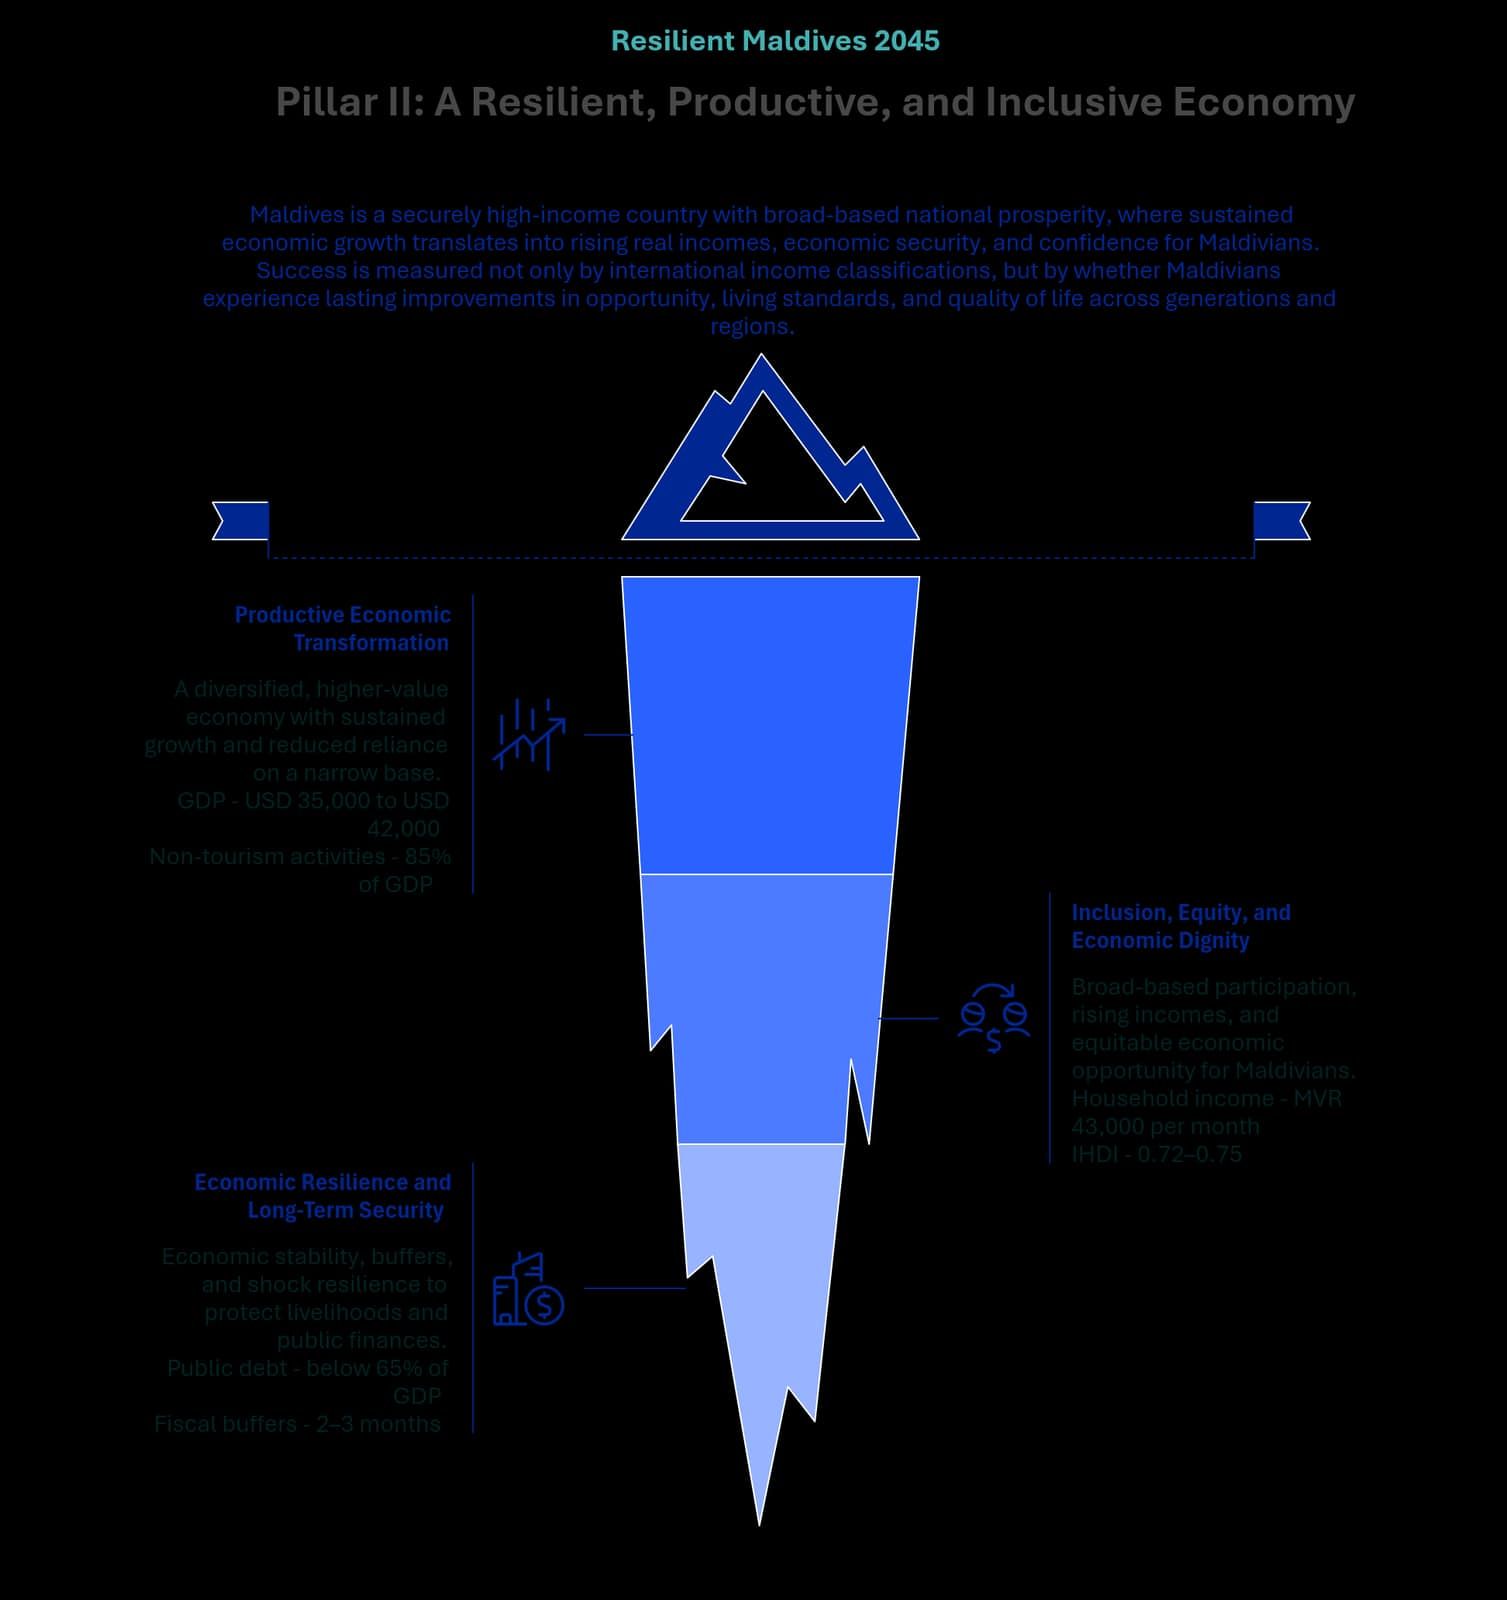 Resilient Maldives 2045
Pillar II: A Resilient, Productive, and Inclusive Economy
Maldives is a securely high-income country with broad-based national prosperity, where sustained
economic growth translates into rising real incomes, economic security, and confidence for Maldivians.
Success is measured not only by international income classifications, but by whether Maldivians
experience lasting improvements in opportunity, living standards, and quality of life across generations and
regions.
Productive Economic
Transformation
A diversified, higher-value
economy with sustained
growth and reduced reliance
on a narrow base.
GDP - USD 35,000 to USD
42,000
Non-tourism activities - 85%
of GDP
Inclusion, Equity, and
Economic Dignity
Broad-based participation,
rising incomes, and
equitable economic
opportunity for Maldivians.
Household income - MVR
43,000 per month
IHDI - 0.72–0.75
Economic Resilience and
Long-Term Security
Economic stability, buffers,
and shock resilience to
protect livelihoods and
public finances.
Public debt - below 65% of
GDP
Fiscal buffers - 2–3 months